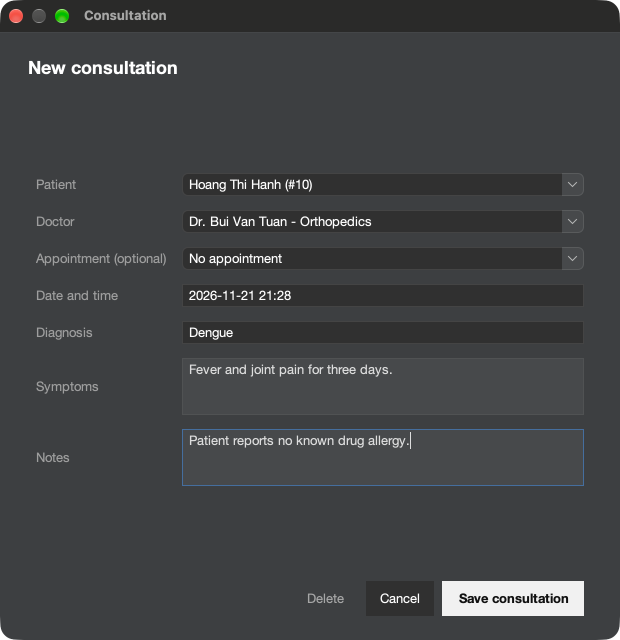 Consultation
New consultation
Patient
Hoang Thi Hanh (#10)
Doctor
Dr. Bui Van Tuan - Orthopedics
Appointment (optional)
No appointment
Date and time
2026-11-21 21:28
Diagnosis
Dengue
Symptoms
Fever and joint pain for three days.
Notes
Patient reports no known drug allergy.
Delete
Cancel
Save consultation